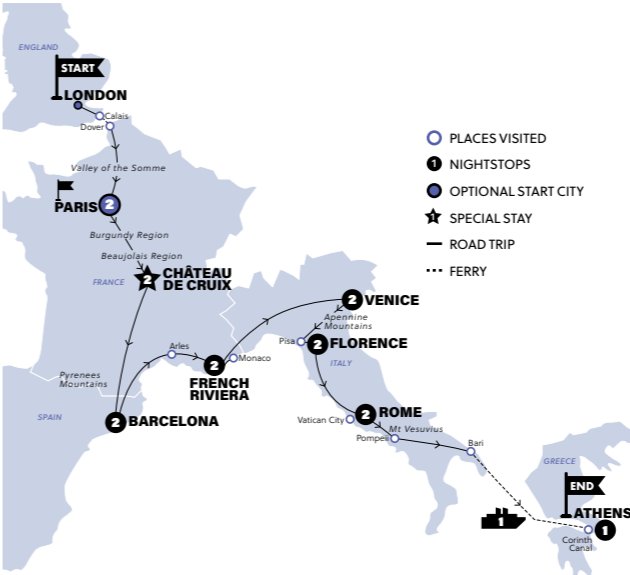 ENGLAND
START
LONDON
Calais
Dover
Valley of the Somme
PARIS
2
Burgundy Region
Beaujolais Region
FRANCE
2
CHÂTEAU
DE CRUIX
Arles
Pyrenees
Mountains
SPAIN
2
BARCELONA
2
FRENCH
RIVIERA
Monaco
2
VENICE
Apennine
Mountains
Pisa
2
FLORENCE
ITALY
2
ROME
Vatican City
Mt Vesuvius
Pompeii
Bari
1
GREECE
END
ATHENS
1
Corinth
Canal
PLACES VISITED
1
NIGHTSTOPS
OPTIONAL START CITY
1
SPECIAL STAY
ROAD TRIP
FERRY